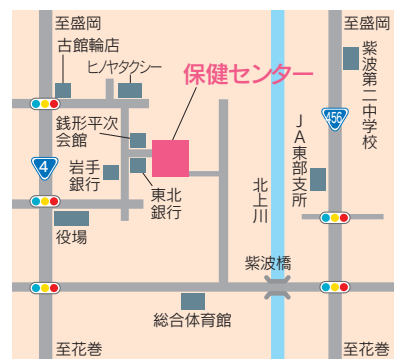 至盛岡
至盛岡
古館輪店
ヒノヤタクシー
保健センター
紫波第二中学校
456
銭形平次
会館
JA東部支所
4
岩手
銀行
東北
銀行
北上川
役場
紫波橋
総合体育館
至花巻
至花巻